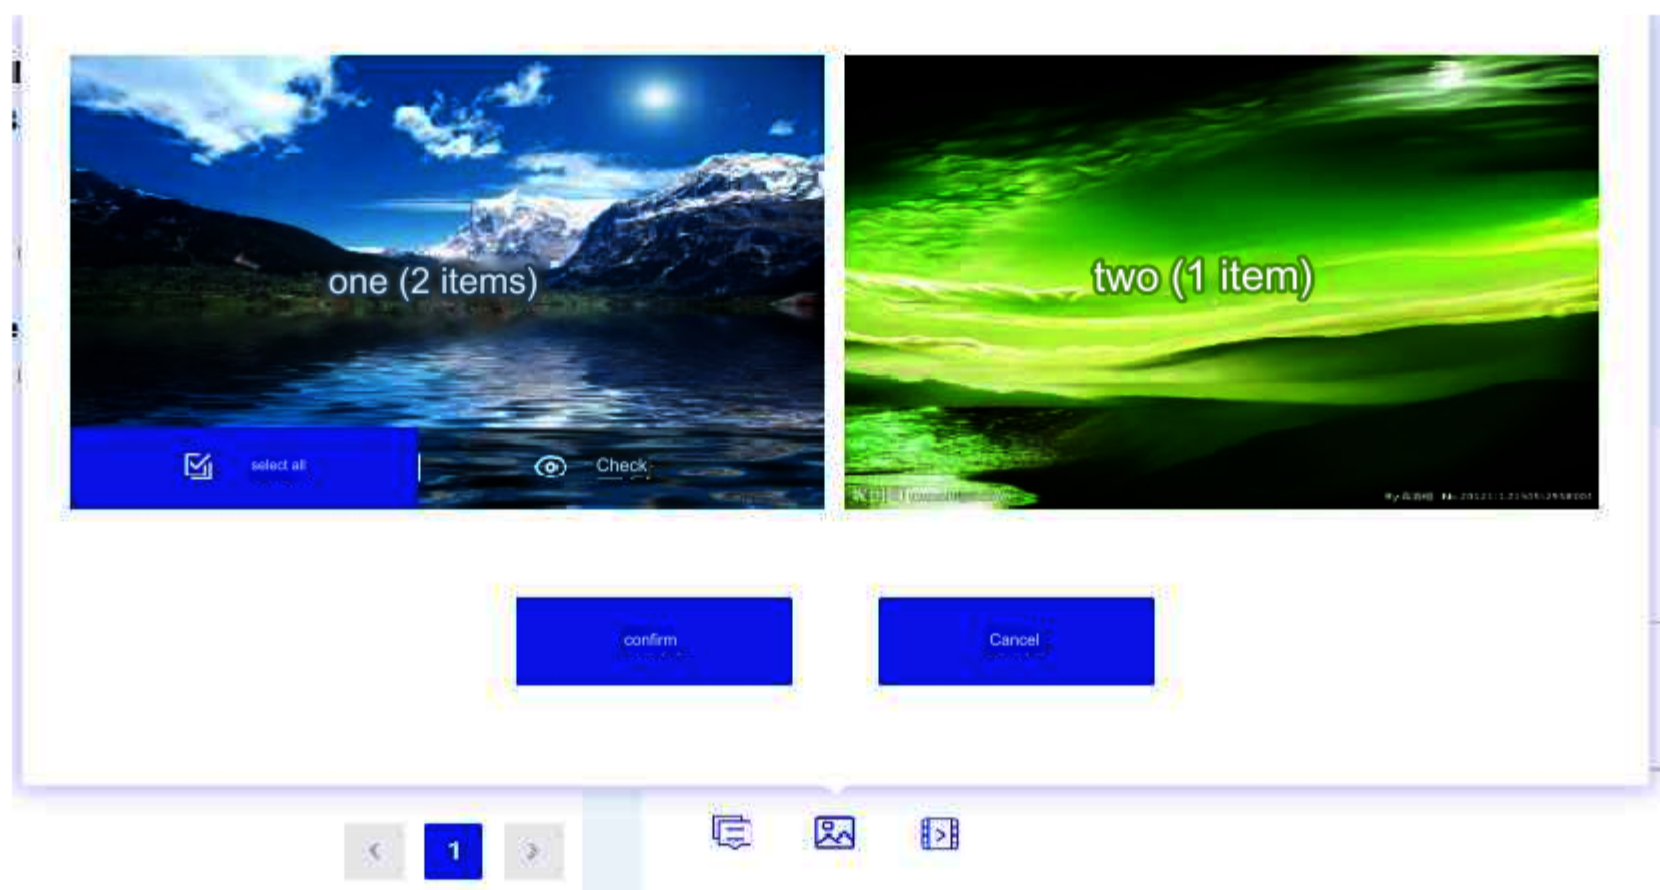 one (2 items)
two (1 item)
select all
Check
confirm
Cancel
1